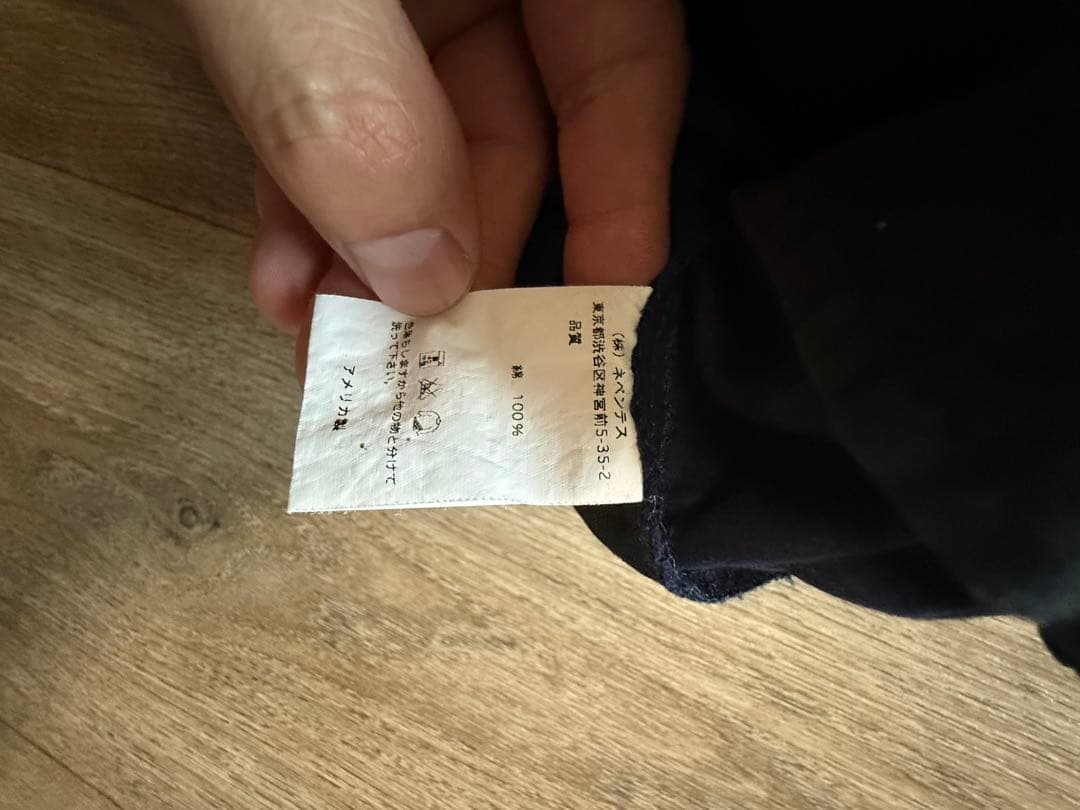 (株)ネペンテス
東京都渋谷区神宮前5-35-2
品質
綿 100%
色落ちしますから他の物と分けて
洗って下さい。
アメリカ製